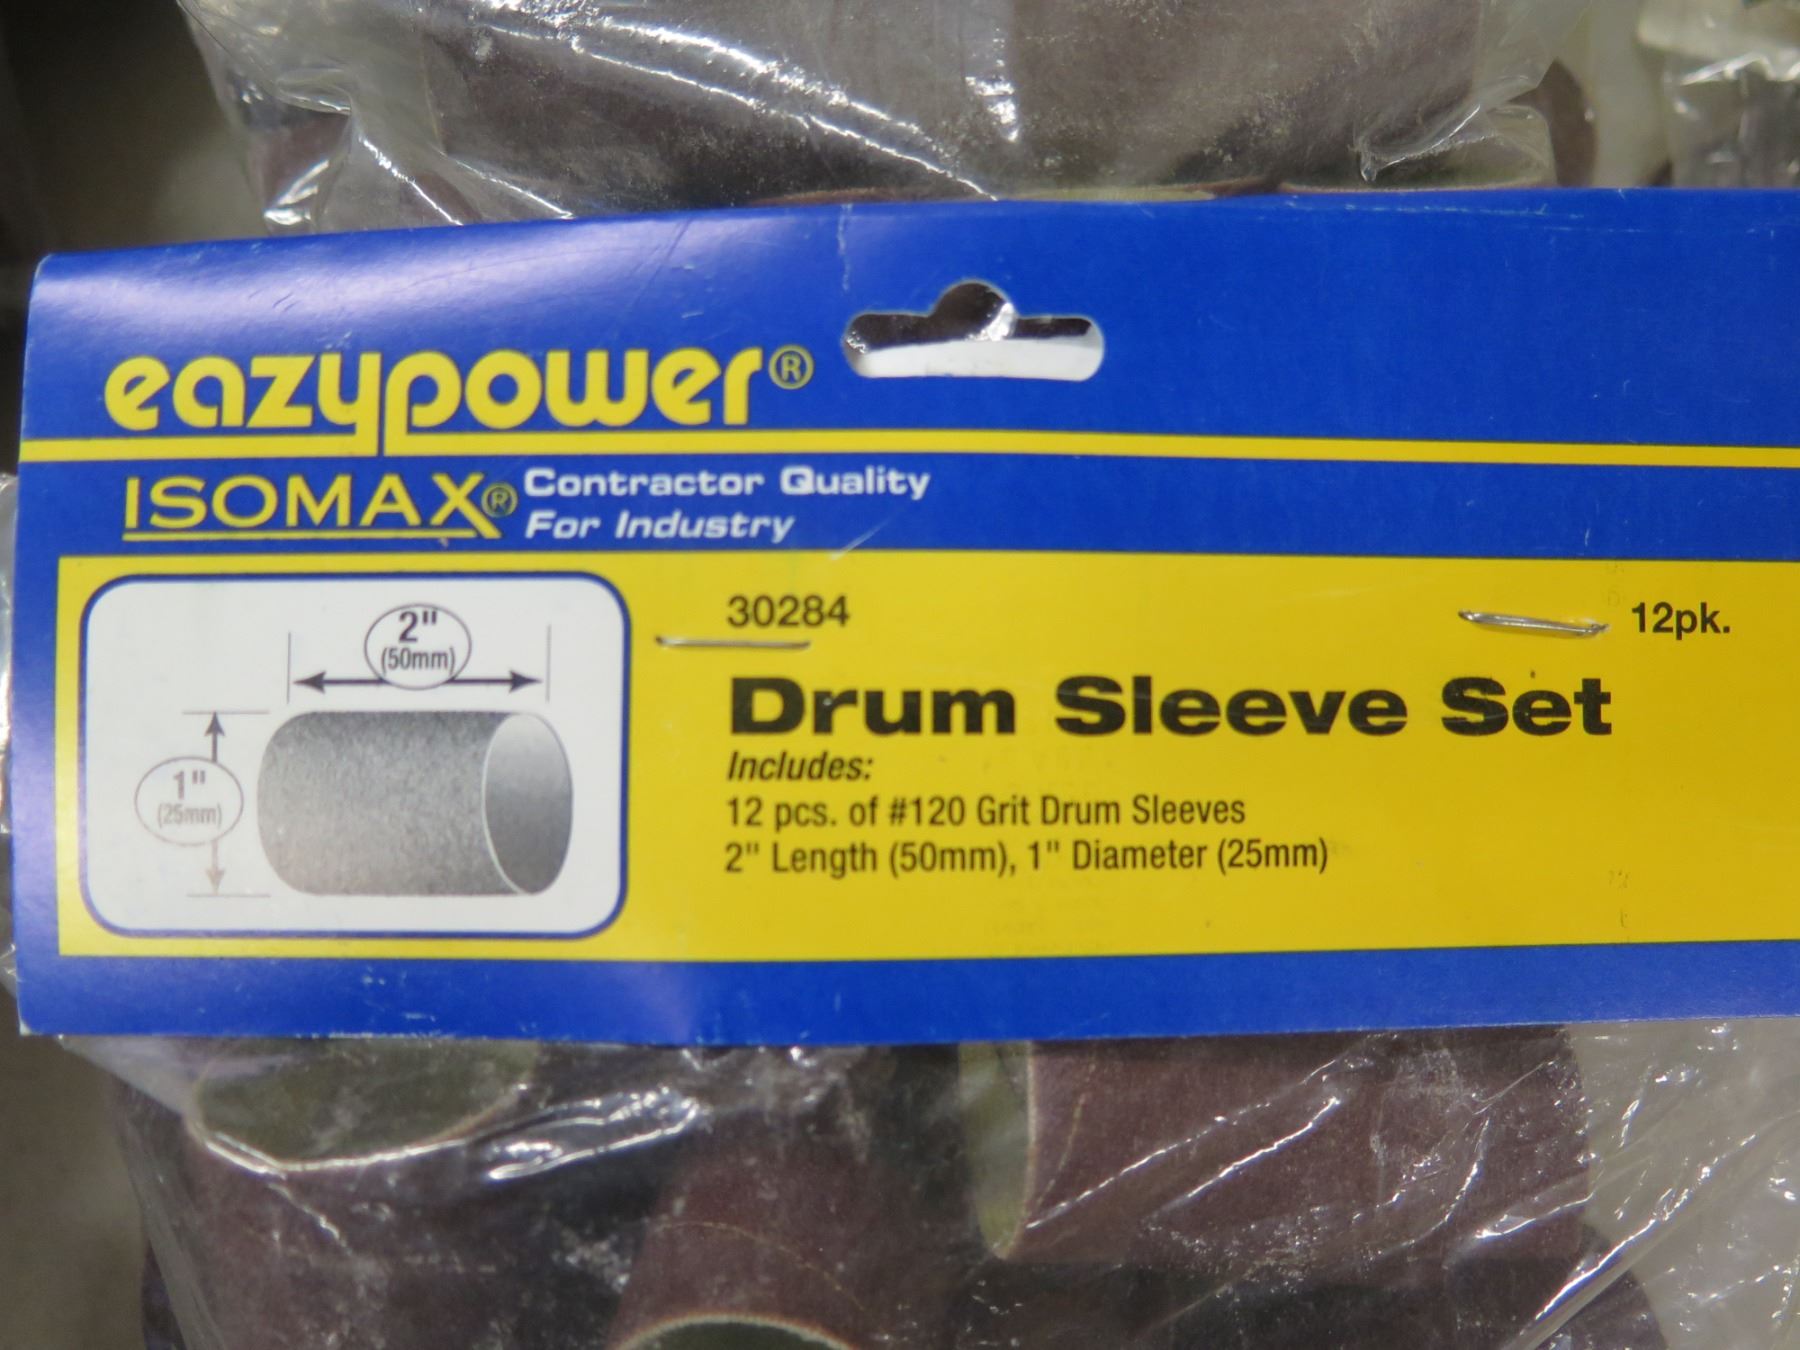 eazypower®
ISOMAX® Contractor Quality
For Industry
2"
(50mm)
1"
(25mm)
30284
12pk.
Drum Sleeve Set
Includes:
12 pcs. of #120 Grit Drum Sleeves
2" Length (50mm), 1" Diameter (25mm)